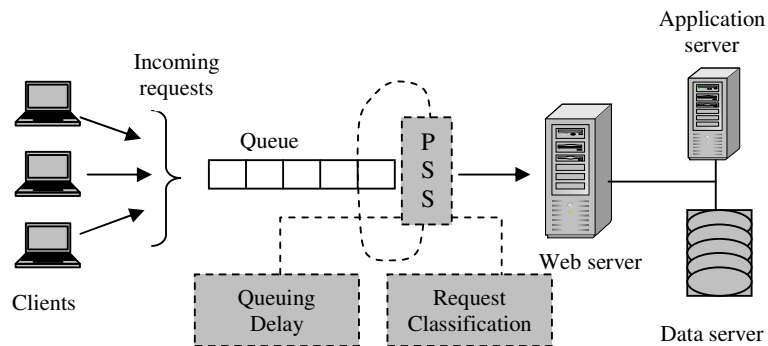 Application
server
Incoming
requests
Queue
P
S
S
Web server
Clients
Queuing
Delay
Request
Classification
Data server